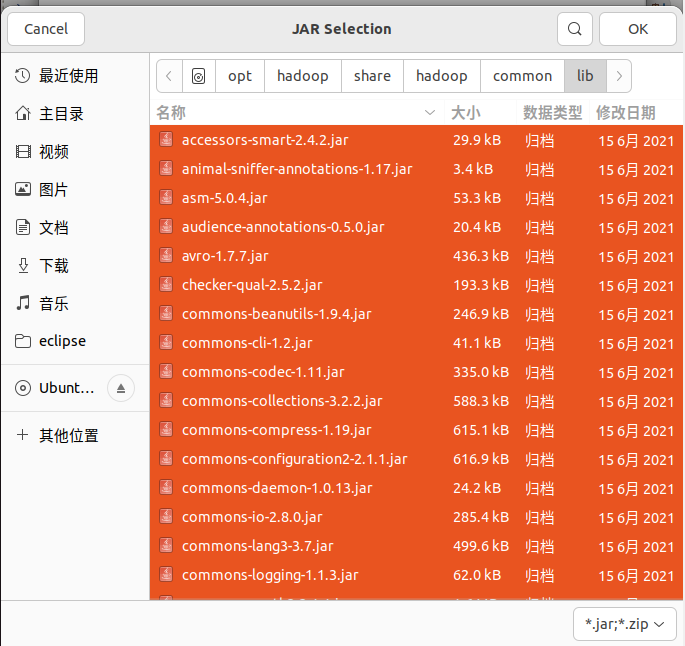 Cancel JAR Selection OK
最近使用
主目录
视频
图片
文档
下载
音乐
eclipse
Ubunt...
其他位置
opt hadoop share hadoop common lib
名称 大小 数据类型 修改日期
accessors-smart-2.4.2.jar 29.9 kB 归档 15 6月 2021
animal-sniffer-annotations-1.17.jar 3.4 kB 归档 15 6月 2021
asm-5.0.4.jar 53.3 kB 归档 15 6月 2021
audience-annotations-0.5.0.jar 20.4 kB 归档 15 6月 2021
avro-1.7.7.jar 436.3 kB 归档 15 6月 2021
checker-qual-2.5.2.jar 193.3 kB 归档 15 6月 2021
commons-beanutils-1.9.4.jar 246.9 kB 归档 15 6月 2021
commons-cli-1.2.jar 41.1 kB 归档 15 6月 2021
commons-codec-1.11.jar 335.0 kB 归档 15 6月 2021
commons-collections-3.2.2.jar 588.3 kB 归档 15 6月 2021
commons-compress-1.19.jar 615.1 kB 归档 15 6月 2021
commons-configuration2-2.1.1.jar 616.9 kB 归档 15 6月 2021
commons-daemon-1.0.13.jar 24.2 kB 归档 15 6月 2021
commons-io-2.8.0.jar 285.4 kB 归档 15 6月 2021
commons-lang3-3.7.jar 499.6 kB 归档 15 6月 2021
commons-logging-1.1.3.jar 62.0 kB 归档 15 6月 2021
*.jar;*.zip